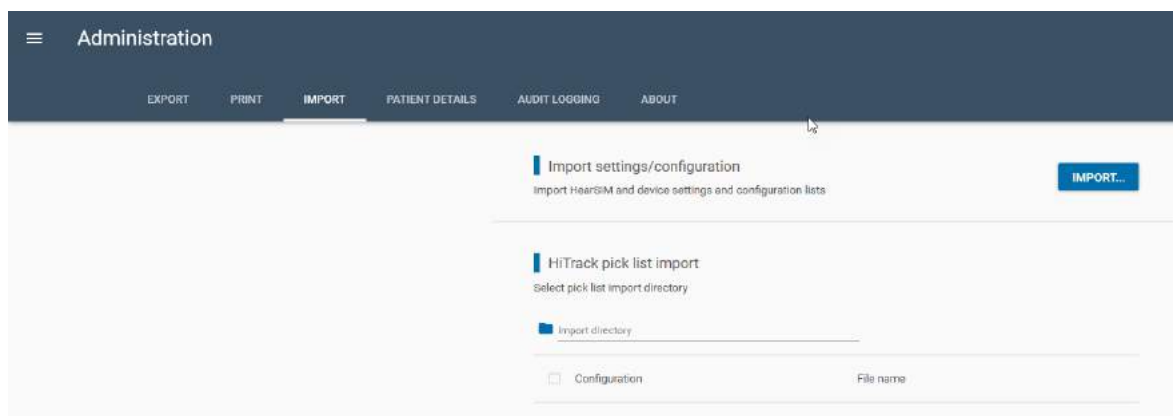 Administration
EXPORT PRINT IMPORT PATIENT DETAILS AUDIT LOGGING ABOUT
Import settings/configuration
IMPORT...
Import HearSIM and device settings and configuration lists
HiTrack pick list import
Select pick list import directory
Import directory
Configuration File name